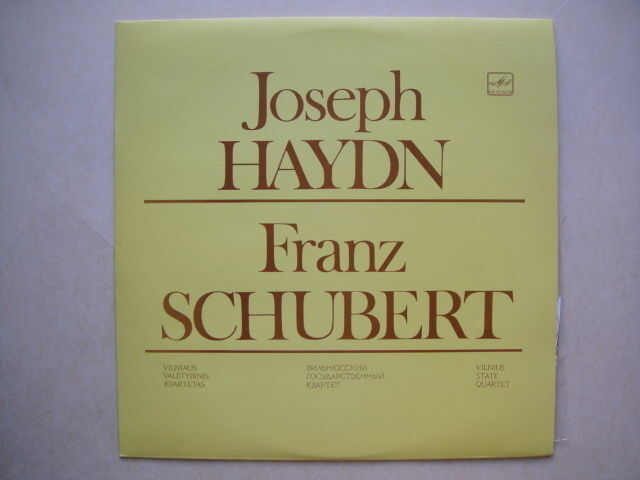 Joseph
HAYDN
Franz
SCHUBERT
VILNIAUS
VALSTYBINIS
KVARTETAS
ВИЛЬНЮССКИЙ
ГОСУДАРСТВЕННЫЙ
КВАРТЕТ
VILNIUS
STATE
QUARTET